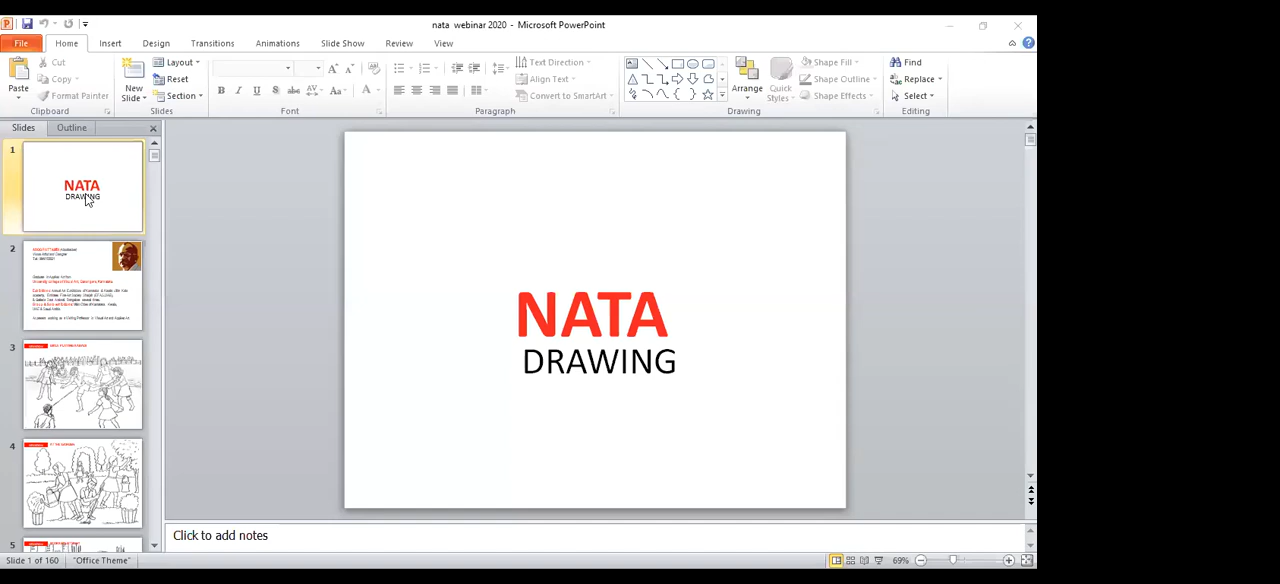 nata webinar 2020 - Microsoft PowerPoint
File Home Insert Design Transitions Animations Slide Show Review View
Paste
Cut
Copy
Format Painter
Clipboard
New
Slide
Layout
Reset
Section
Slides
B I U S abc AV Aa A
Font
Text Direction
Align Text
Convert to SmartArt
Paragraph
Arrange
Quick
Styles
Shape Fill
Shape Outline
Shape Effects
Drawing
Find
Replace
Select
Editing
Slides Outline
1
NATA
DRAWING
2
3
4
5
NATA
DRAWING
Click to add notes
Slide 1 of 160 "Office Theme" 69%